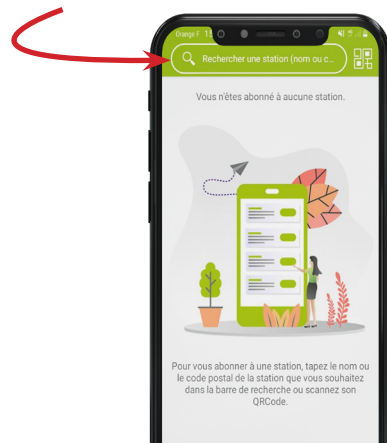 Orange F
Rechercher une station (nom ou c...
Vous n'êtes abonné à aucune station.
Pour vous abonner à une station, tapez le nom ou
le code postal de la station que vous souhaitez
dans la barre de recherche ou scannez son
QRCode.